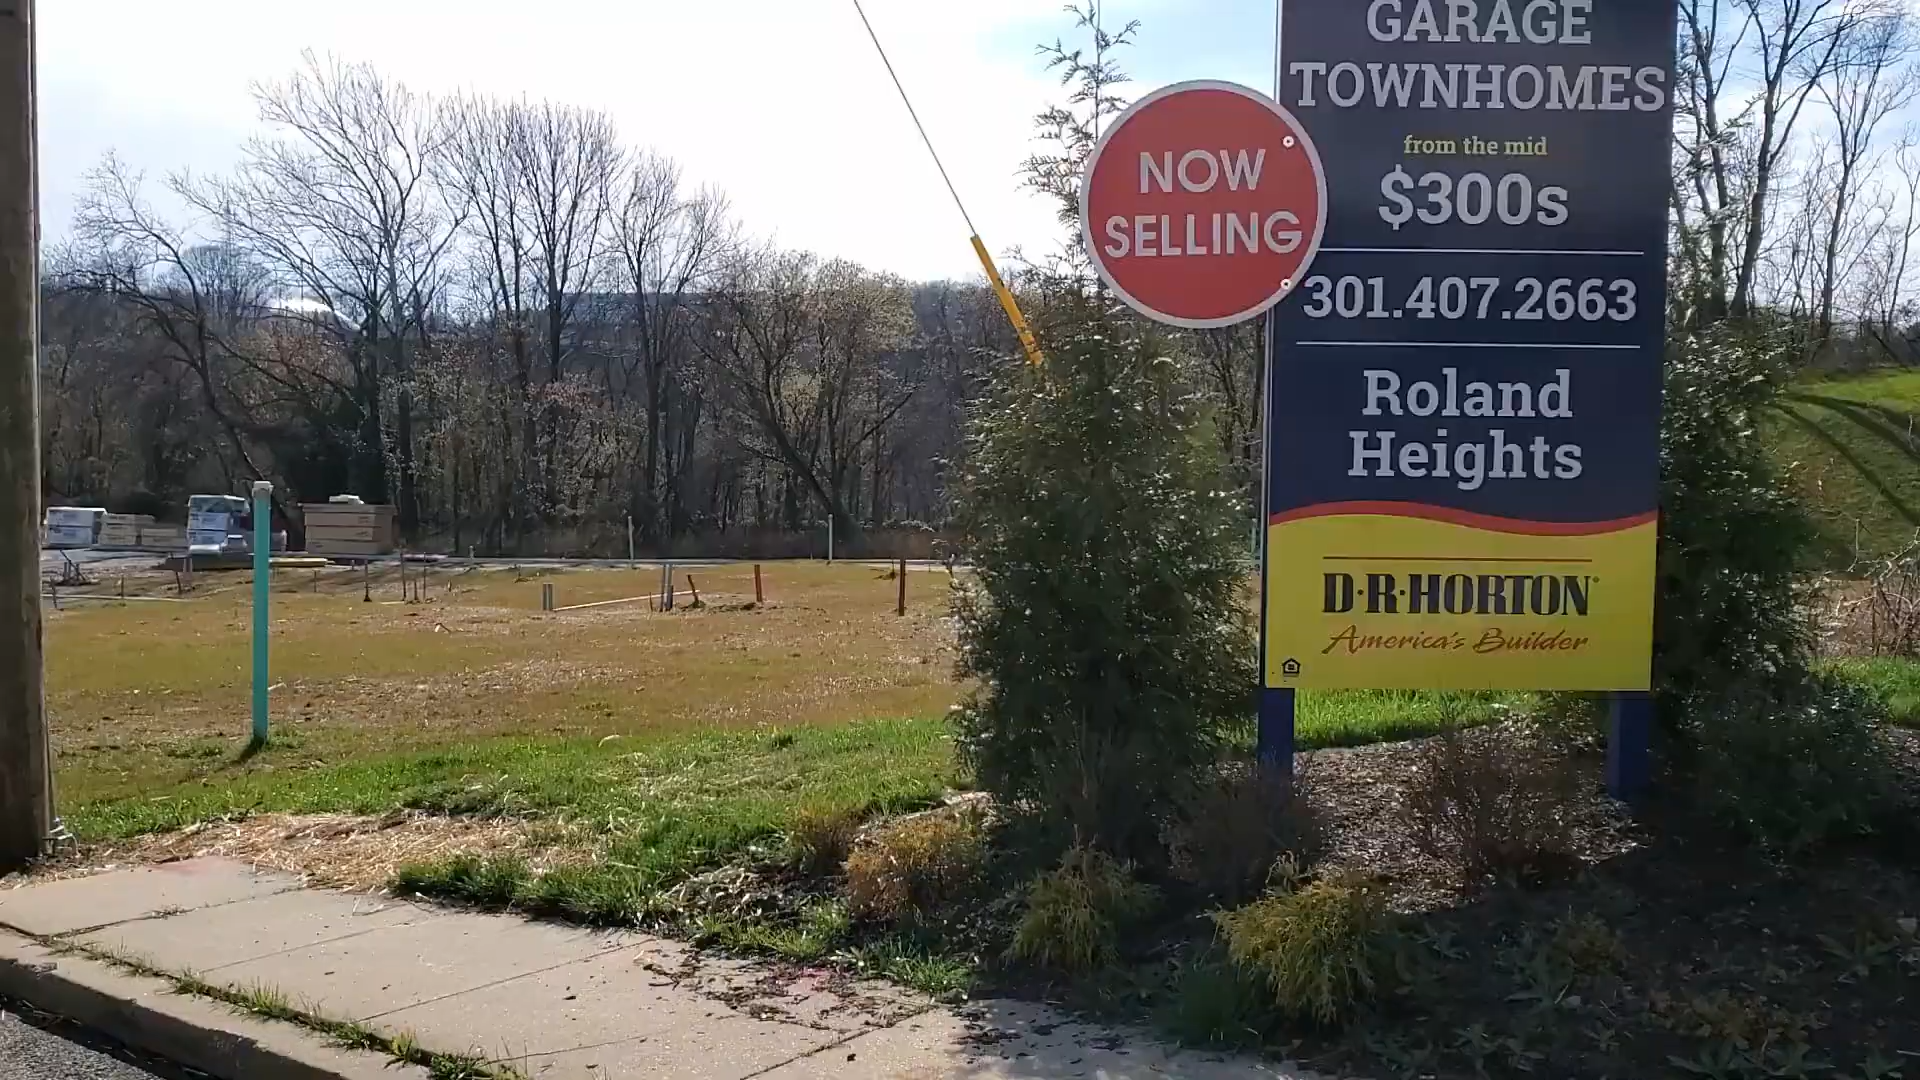 GARAGE
TOWNHOMES
from the mid
$300s
NOW
SELLING
301.407.2663
Roland
Heights
D·R·HORTON®
America's Builder